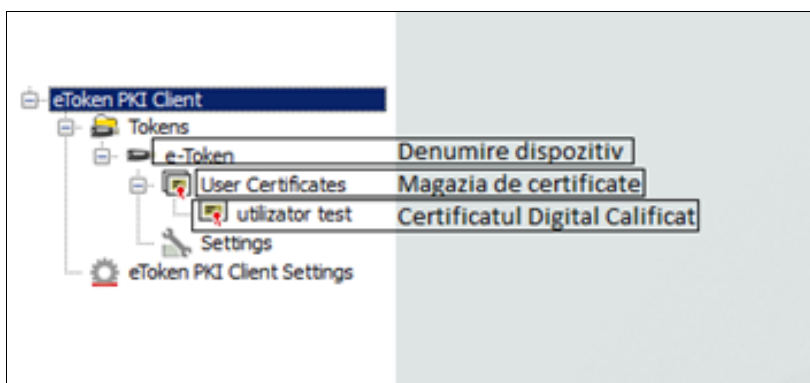 eToken PKI Client
Tokens
e-Token Denumire dispozitiv
User Certificates Magazia de certificate
utilizator test Certificatul Digital Calificat
Settings
eToken PKI Client Settings